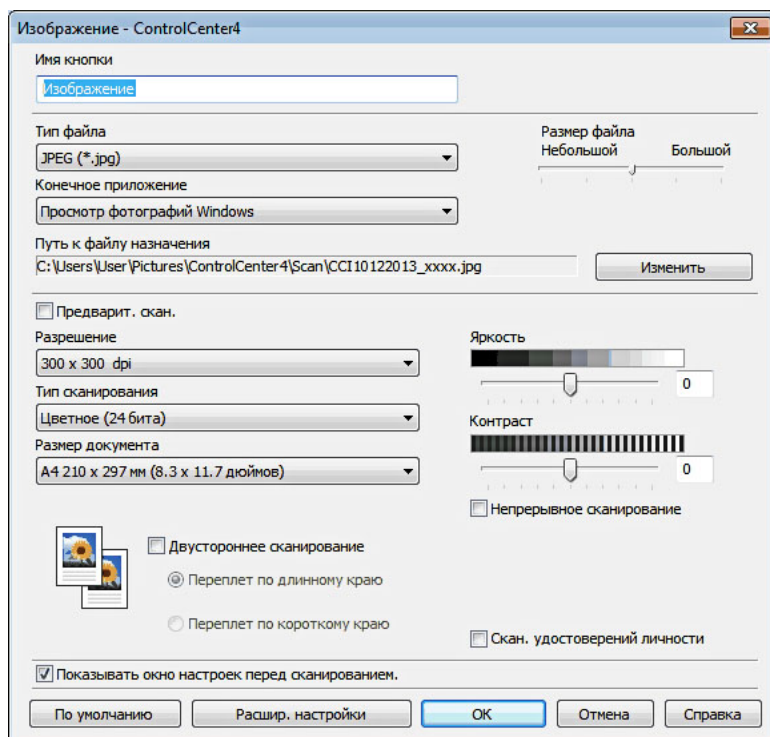 Изображение - ControlCenter4
Имя кнопки
Изображение
Тип файла
JPEG (*.jpg)
Размер файла
Небольшой Большой
Конечное приложение
Просмотр фотографий Windows
Путь к файлу назначения
C:\Users\User\Pictures\ControlCenter4\Scan\CCI10122013_xxxx.jpg
Изменить
Предварит. скан.
Разрешение
300 x 300 dpi
Тип сканирования
Цветное (24 бита)
Размер документа
A4 210 x 297 мм (8.3 x 11.7 дюймов)
Яркость
0
Контраст
0
Непрерывное сканирование
Двустороннее сканирование
Переплет по длинному краю
Переплет по короткому краю
Скан. удостоверений личности
Показывать окно настроек перед сканированием.
По умолчанию Расшир. настройки ОК Отмена Справка